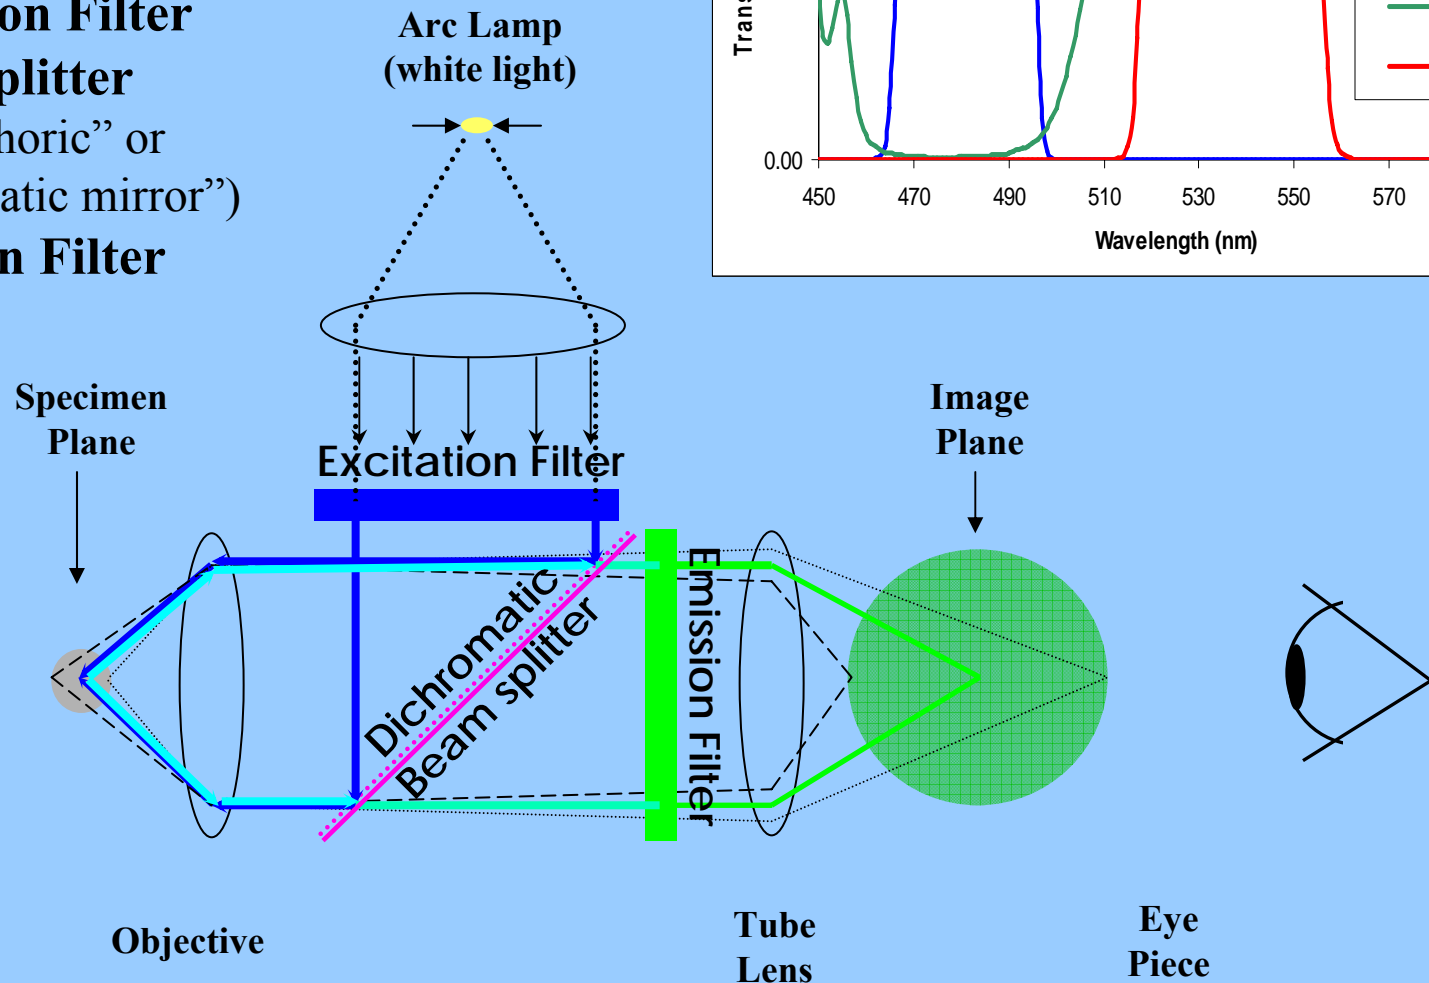 on Filter
plitter
horic” or
atic mirror”)
n Filter
Arc Lamp
(white light)
Trans
0.00
450 470 490 510 530 550 570
Wavelength (nm)
Specimen
Plane
Excitation Filter
Image
Plane
Dichromatic
Beam splitter
Emission Filter
Objective
Tube
Lens
Eye
Piece